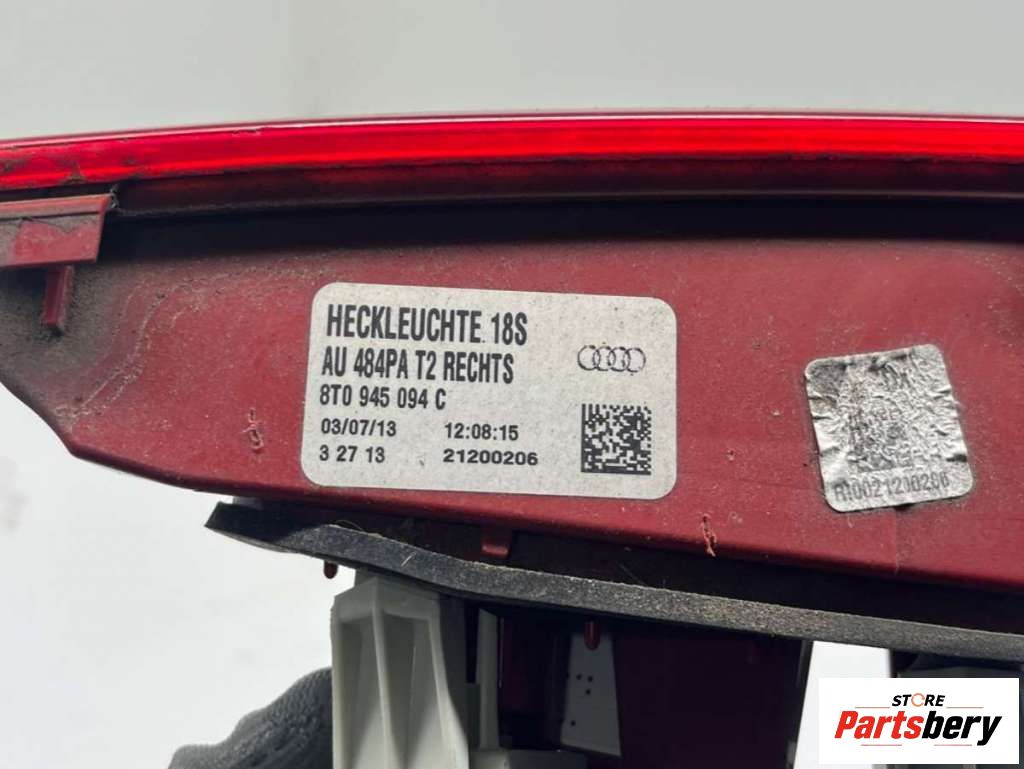 HECKLEUCHTE 18S
AU 484PA T2 RECHTS
8T0 945 094 C
03/07/13 12:08:15
3 27 13 21200206
STORE
Partsbery